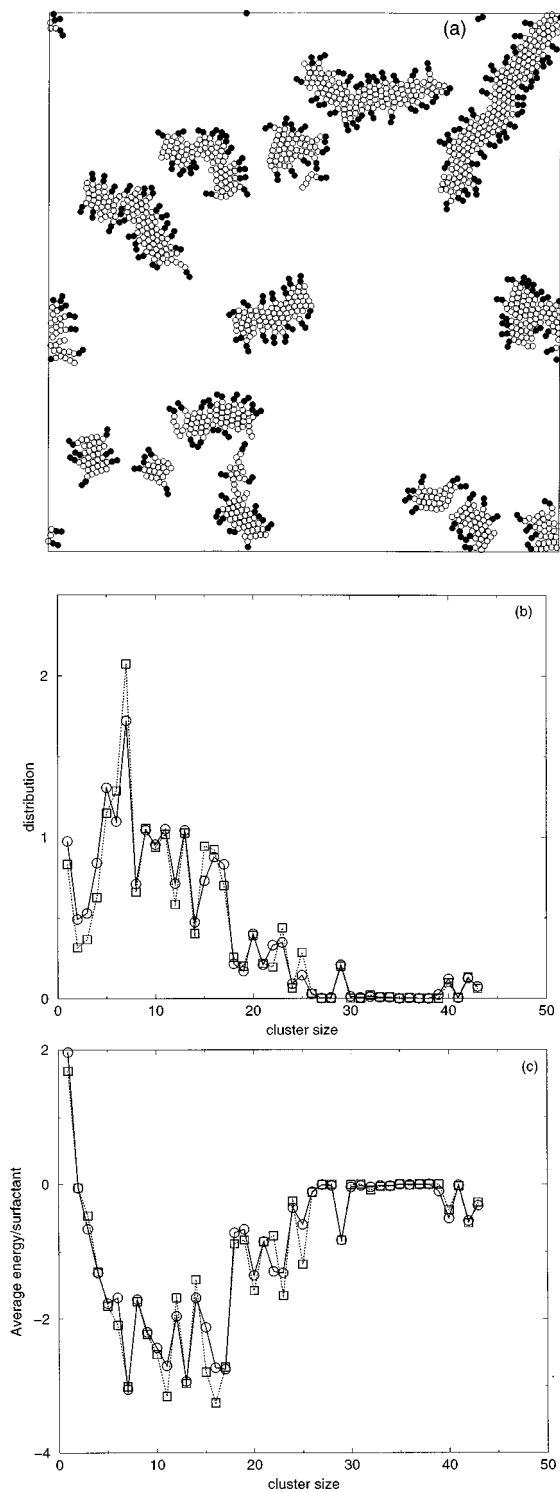 (a)
(b)
distribution
2
1
0
0 10 20 30 40 50
cluster size
(c)
Average energy/surfactant
2
0
−2
−4
0 10 20 30 40 50
cluster size